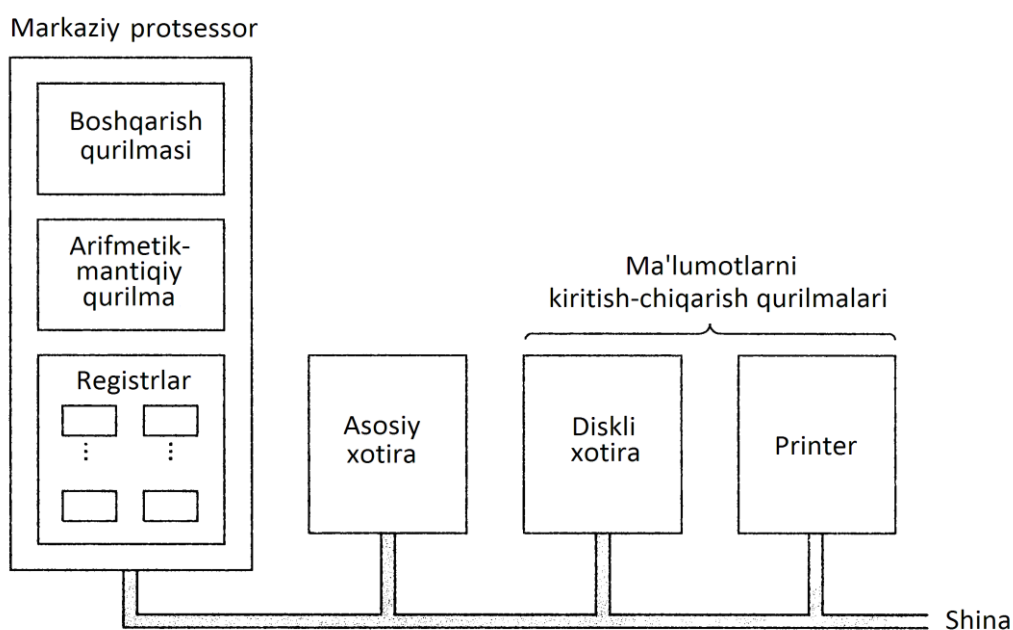 Markaziy protsessor
Boshqarish
qurilmasi
Arifmetik-
mantiqiy
qurilma
Registrlar
Ma'lumotlarni
kiritish-chiqarish qurilmalari
Asosiy
xotira
Diskli
xotira
Printer
Shina